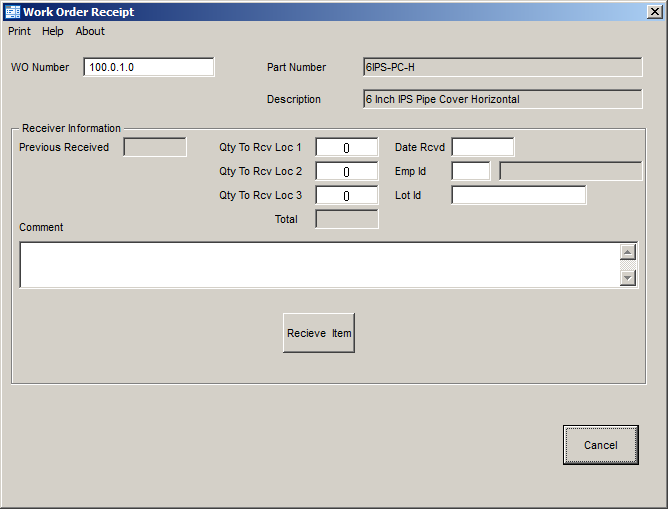 Work Order Receipt
Print Help About
WO Number 100.0.1.0 Part Number 6IPS-PC-H
Description 6 Inch IPS Pipe Cover Horizontal
Receiver Information
Previous Received Qty To Rcv Loc 1 0 Date Rcvd
Qty To Rcv Loc 2 0 Emp Id
Qty To Rcv Loc 3 0 Lot Id
Total
Comment
Recieve Item
Cancel